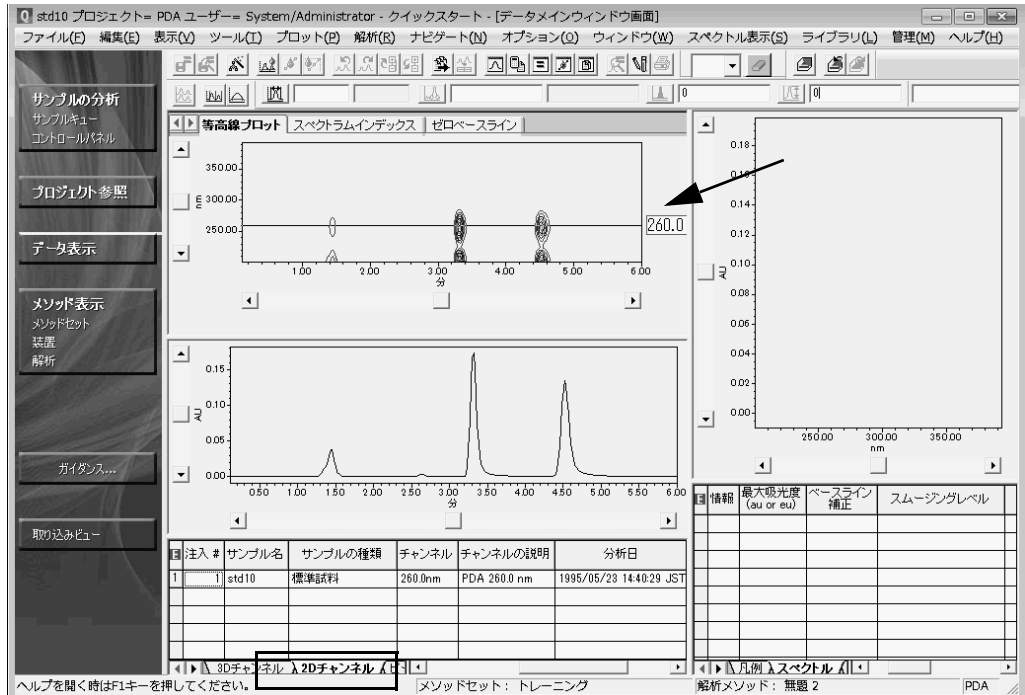 std10 プロジェクト= PDA ユーザー= System/Administrator - クイックスタート - [データメインウィンドウ画面]
ファイル(F) 編集(E) 表示(V) ツール(T) プロット(P) 解析(R) ナビゲート(N) オプション(O) ウィンドウ(W) スペクトル表示(S) ライブラリ(L) 管理(M) ヘルプ(H)
0
0
サンプルの分析
サンプルキュー
コントロールパネル
プロジェクト参照
データ表示
メソッド表示
メソッドセット
装置
解析
ガイダンス...
取り込みビュー
等高線プロット スペクトラムインデックス ゼロベースライン
nm
350.00
300.00
250.00
260.0
1.00 2.00 3.00 4.00 5.00 6.00
分
AU
0.15
0.10
0.05
0.00
0.50 1.00 1.50 2.00 2.50 3.00 3.50 4.00 4.50 5.00 5.50 6.00
分
注入 # サンプル名 サンプルの種類 チャンネル チャンネルの説明 分析日
1 1 std10 標準試料 260.0nm PDA 260.0 nm 1995/05/23 14:40:29 JST
3Dチャンネル 2Dチャンネル ピ
AU
0.18
0.16
0.14
0.12
0.10
0.08
0.06
0.04
0.02
0.00
250.00 300.00 350.00
nm
情報 最大吸光度 (au or eu) ベースライン補正 スムージングレベル
凡例 スペクトル
ヘルプを開く時はF1キーを押してください。 メソッドセット: トレーニング 解析メソッド: 無題 2 PDA